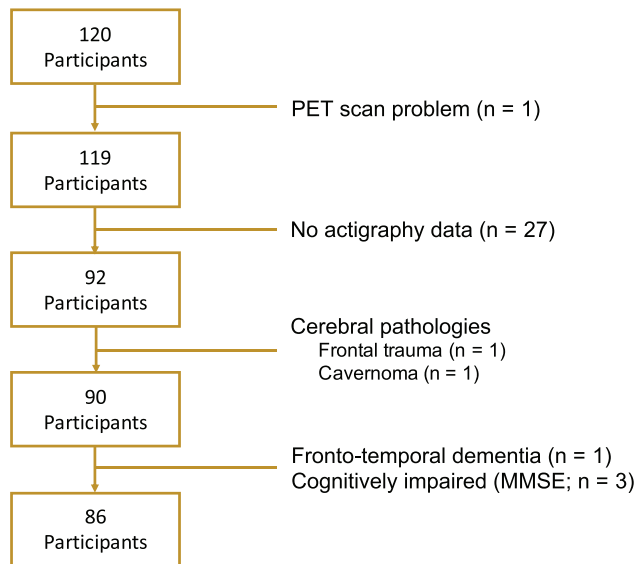 120
Participants
PET scan problem (n = 1)
119
Participants
No actigraphy data (n = 27)
92
Participants
Cerebral pathologies
Frontal trauma (n = 1)
Cavernoma (n = 1)
90
Participants
Fronto-temporal dementia (n = 1)
Cognitively impaired (MMSE; n = 3)
86
Participants